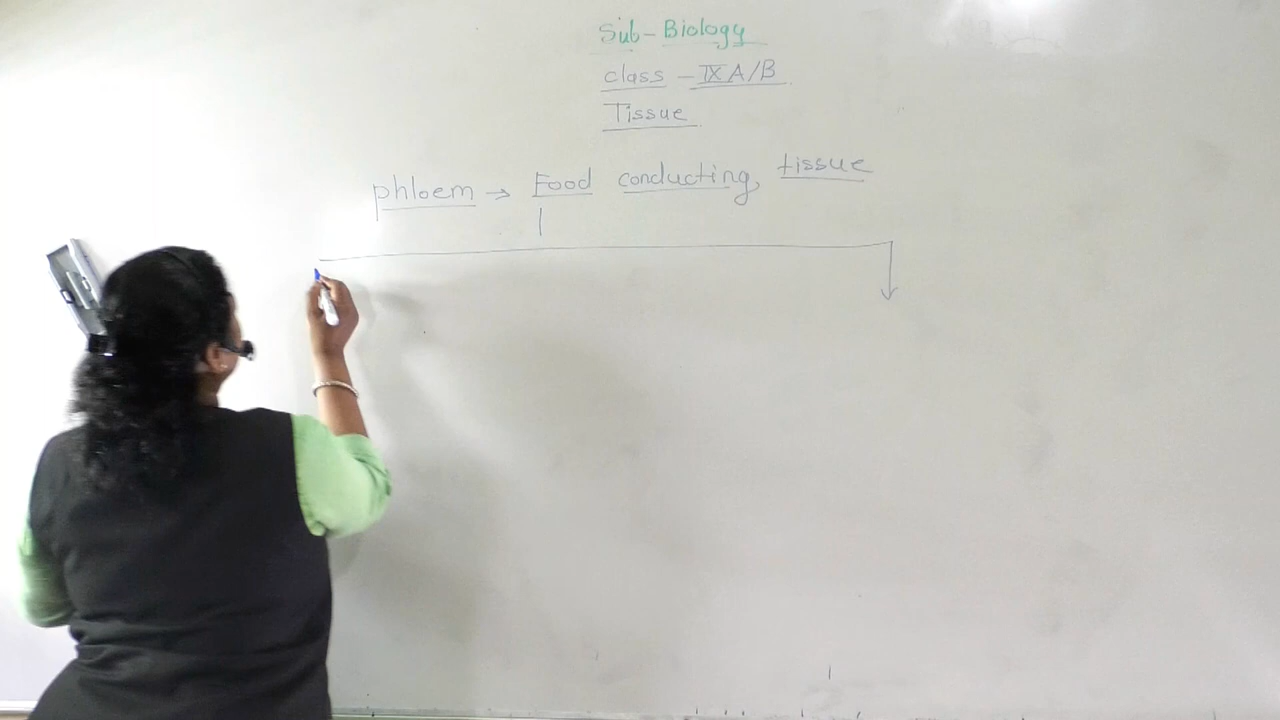 Sub-Biology
class - IX A/B
Tissue
phloem → Food conducting tissue